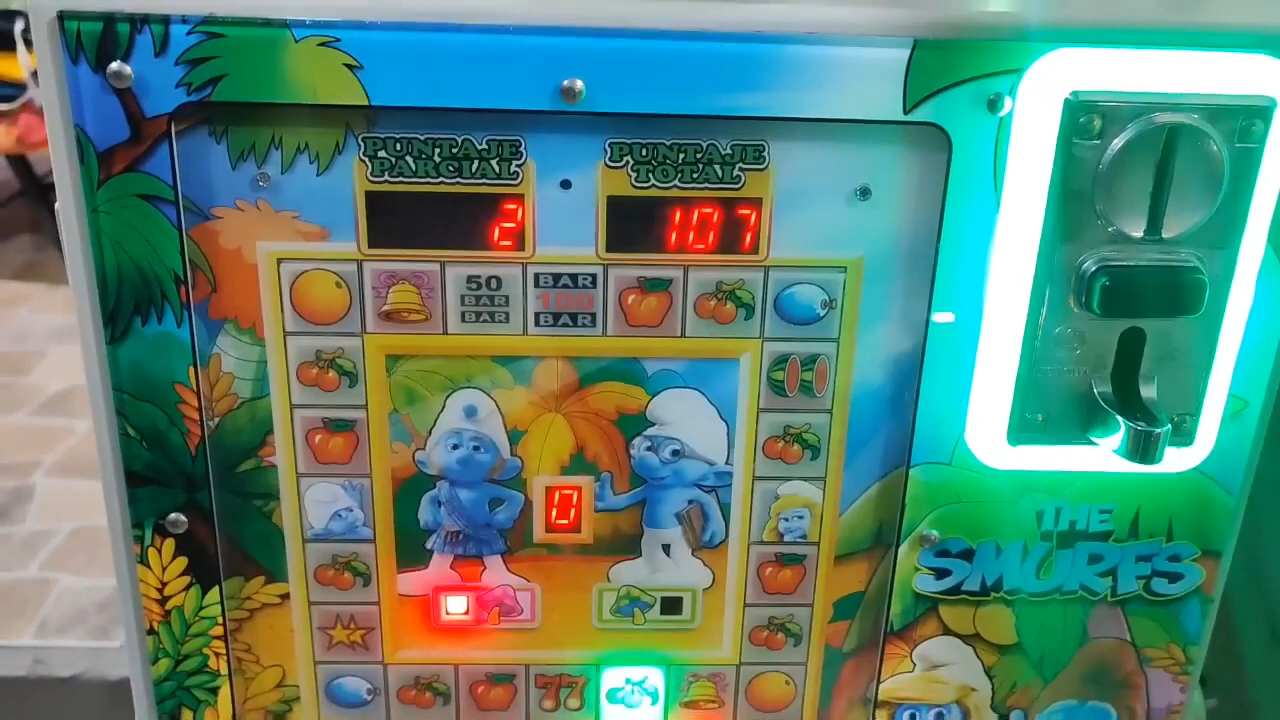 PUNTAJE
PARCIAL
PUNTAJE
TOTAL
2
107
50
BAR
BAR
BAR
100
BAR
0
77
THE
SMURFS